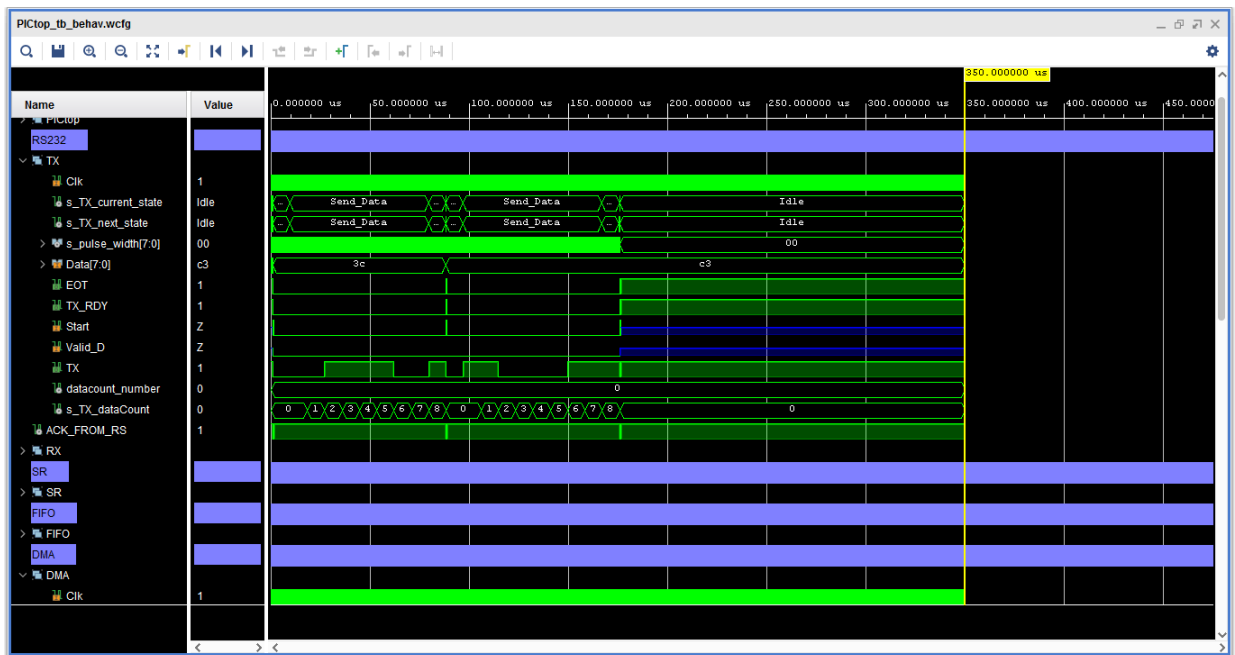 PICtop_tb_behav.wcfg
350.000000 us
Name Value 0.000000 us 50.000000 us 100.000000 us 150.000000 us 200.000000 us 250.000000 us 300.000000 us 350.000000 us 400.000000 us 450.0000
PICtop
RS232
TX
Clk 1
s_TX_current_state Idle ... Send_Data ... ... Send_Data ... Idle
s_TX_next_state Idle ... Send_Data ... ... Send_Data ... Idle
s_pulse_width[7:0] 00 00
Data[7:0] c3 3c c3
EOT 1
TX_RDY 1
Start Z
Valid_D Z
TX 1
datacount_number 0 0
s_TX_dataCount 0 0 1 2 3 4 5 6 7 8 0 1 2 3 4 5 6 7 8 0
ACK_FROM_RS 1
RX
SR
SR
FIFO
FIFO
DMA
DMA
Clk 1